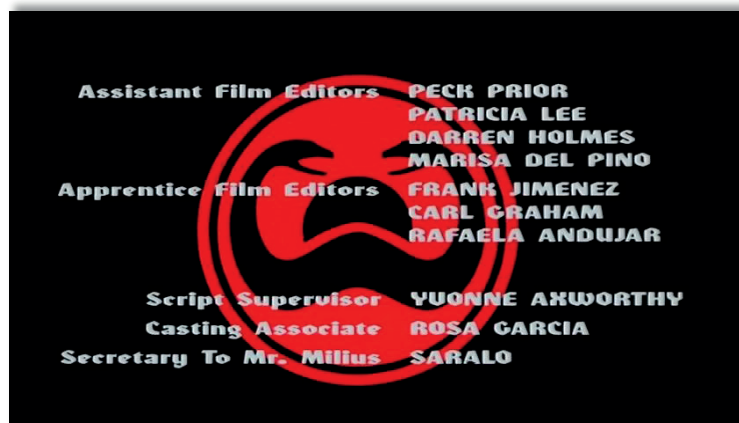 Assistant Film Editors PECK PRIOR
PATRICIA LEE
DARREN HOLMES
MARISA DEL PINO
Apprentice Film Editors FRANK JIMENEZ
CARL GRAHAM
RAFAELA ANDUJAR
Script Supervisor YVONNE AXWORTHY
Casting Associate ROSA GARCIA
Secretary To Mr. Milius SARALO